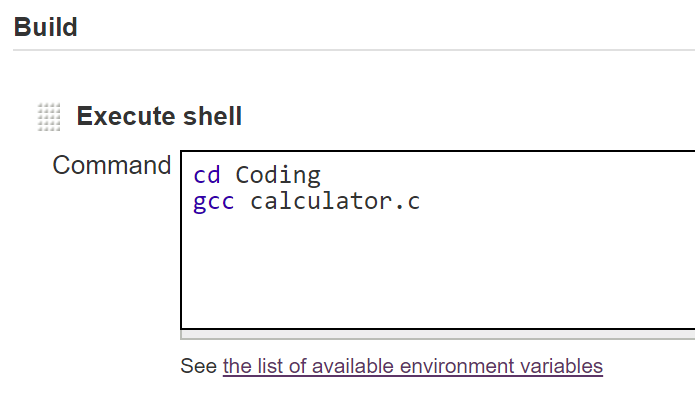 Build
Execute shell
Command
cd Coding
gcc calculator.c
See the list of available environment variables